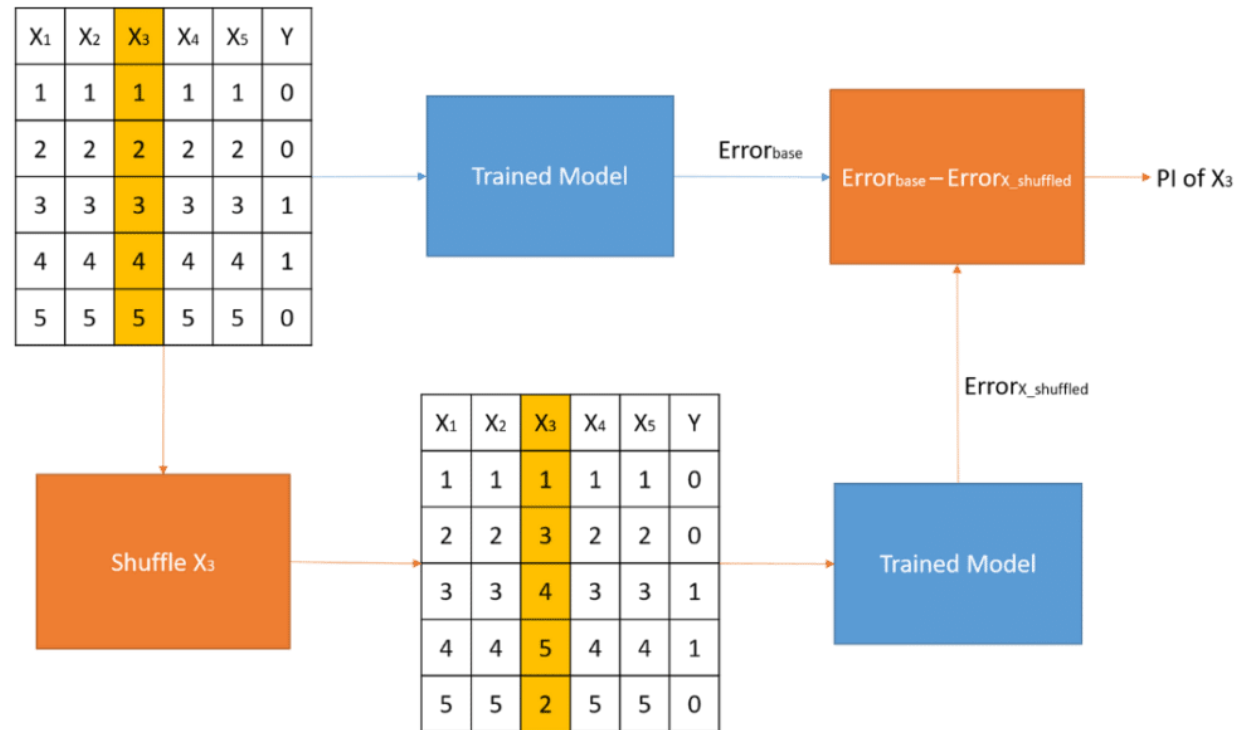 X₁ X₂ X₃ X₄ X₅ Y
1 1 1 1 1 0
2 2 2 2 2 0
3 3 3 3 3 1
4 4 4 4 4 1
5 5 5 5 5 0
Trained Model
Errorbase
Errorbase – ErrorX_shuffled
PI of X₃
ErrorX_shuffled
Shuffle X₃
X₁ X₂ X₃ X₄ X₅ Y
1 1 1 1 1 0
2 2 3 2 2 0
3 3 4 3 3 1
4 4 5 4 4 1
5 5 2 5 5 0
Trained Model